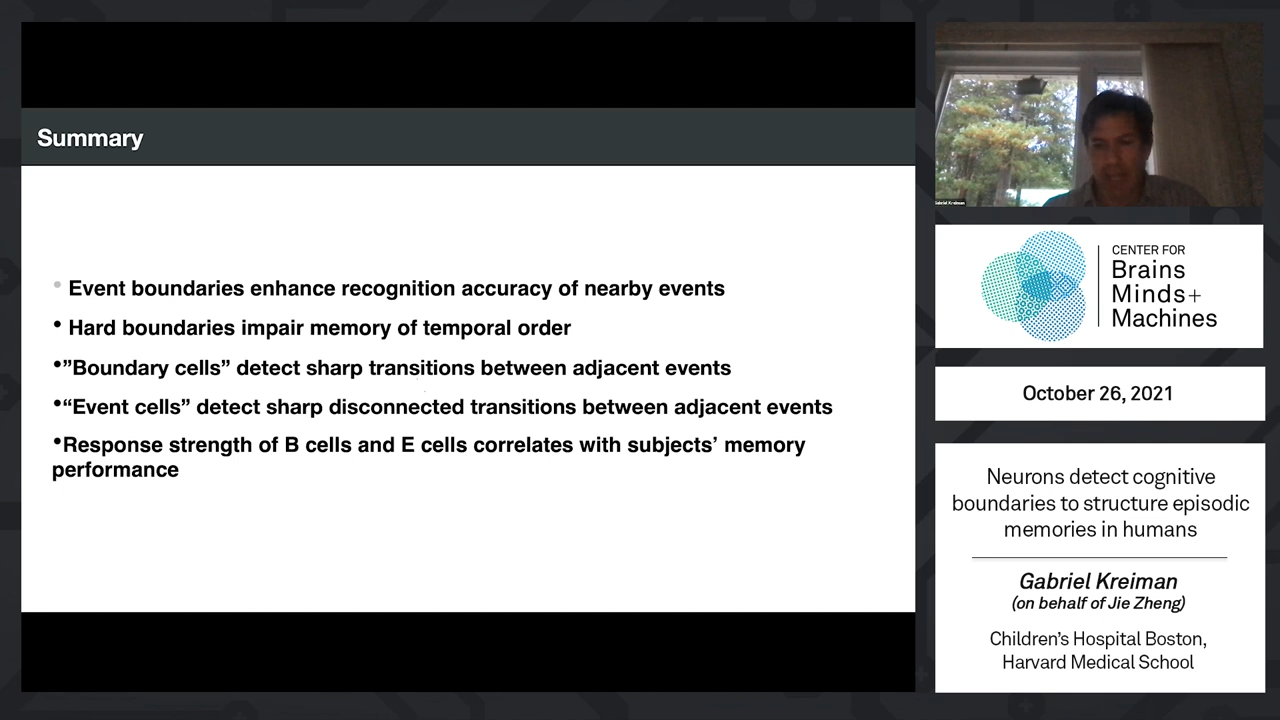 Summary
• Event boundaries enhance recognition accuracy of nearby events
• Hard boundaries impair memory of temporal order
•”Boundary cells” detect sharp transitions between adjacent events
•“Event cells” detect sharp disconnected transitions between adjacent events
•Response strength of B cells and E cells correlates with subjects’ memory
performance
Gabriel Kreiman
CENTER FOR
Brains
Minds+
Machines
October 26, 2021
Neurons detect cognitive
boundaries to structure episodic
memories in humans
Gabriel Kreiman
(on behalf of Jie Zheng)
Children’s Hospital Boston,
Harvard Medical School